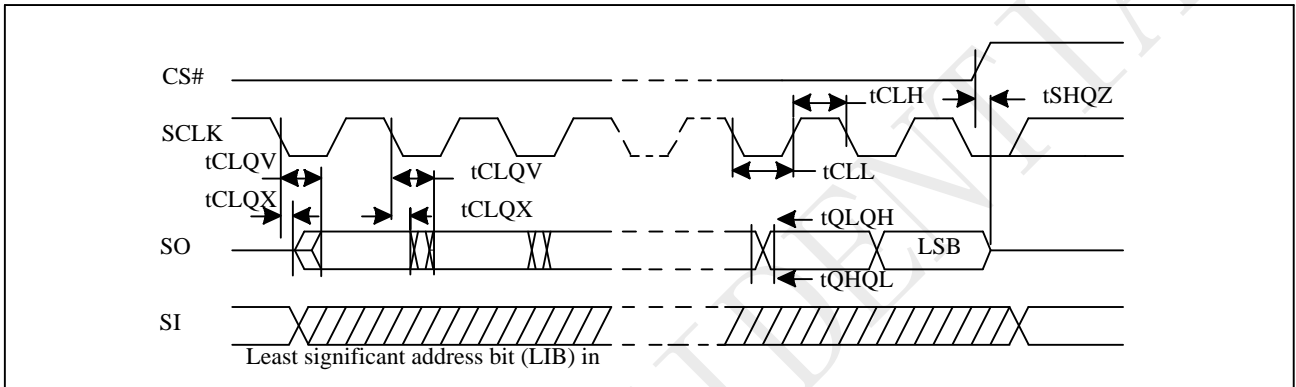 CS#
tCLH
tSHQZ
SCLK
tCLQV
tCLQV
tCLL
tCLQX
tCLQX
tQLQH
SO
LSB
tQHQL
SI
Least significant address bit (LIB) in